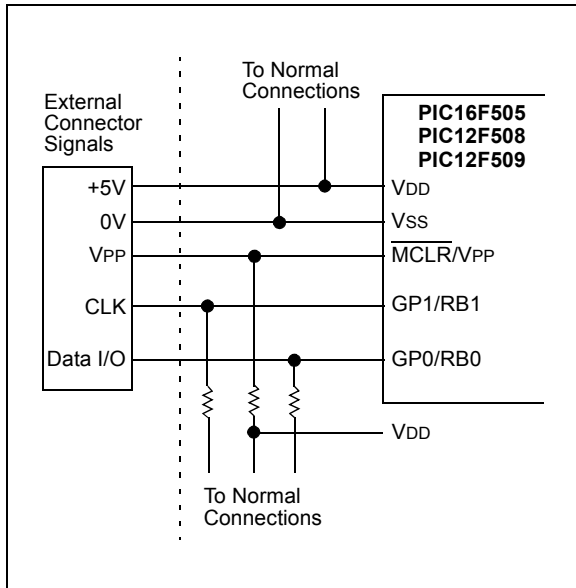 To Normal
Connections
External
Connector
Signals
PIC16F505
PIC12F508
PIC12F509
+5V
VDD
0V
VSS
VPP
MCLR/VPP
CLK
GP1/RB1
Data I/O
GP0/RB0
VDD
To Normal
Connections